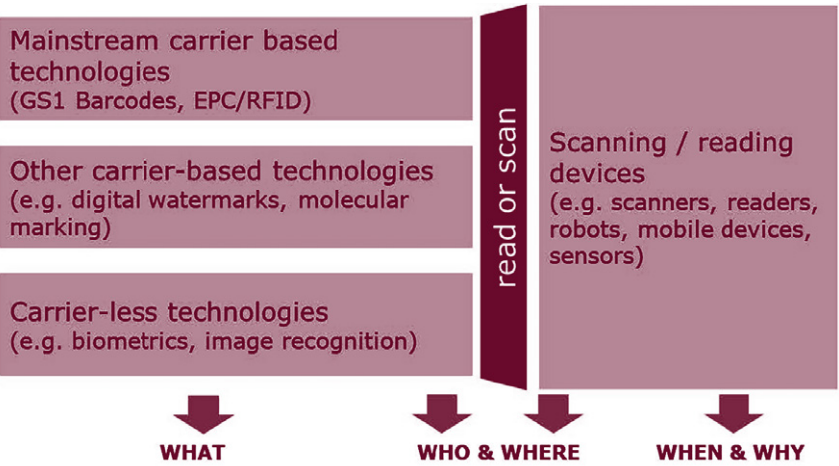 Mainstream carrier based
technologies
(GS1 Barcodes, EPC/RFID)
Other carrier-based technologies
(e.g. digital watermarks, molecular
marking)
Carrier-less technologies
(e.g. biometrics, image recognition)
read or scan
Scanning / reading
devices
(e.g. scanners, readers,
robots, mobile devices,
sensors)
WHAT
WHO & WHERE
WHEN & WHY